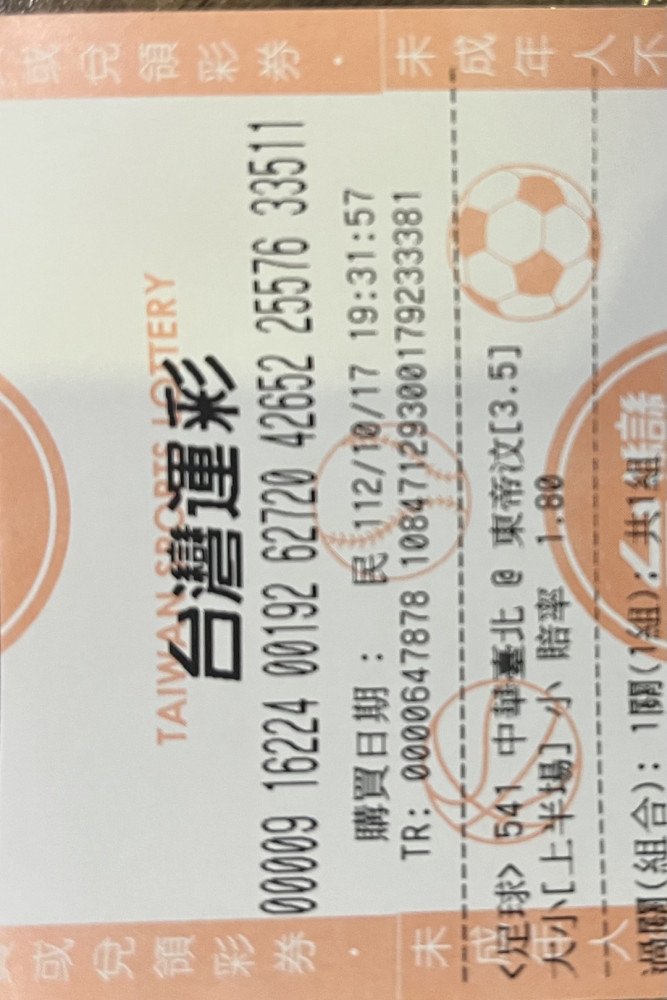 或兌領彩券・未成年人不
TAIWAN SPORTS LOTTERY
台灣運彩
00009 16224 00192 62720 42652 25576 33511
購買日期： 民 112/10/17 19:31:57
TR: 0000647878 10847129300179233381
<足球> 541 中華臺北 @ 東帝汶[3.5]
大小[上半場] 小 賠率 1.80
過關(組合): 1關(1組): 共1組
或兌領彩券・未成年人